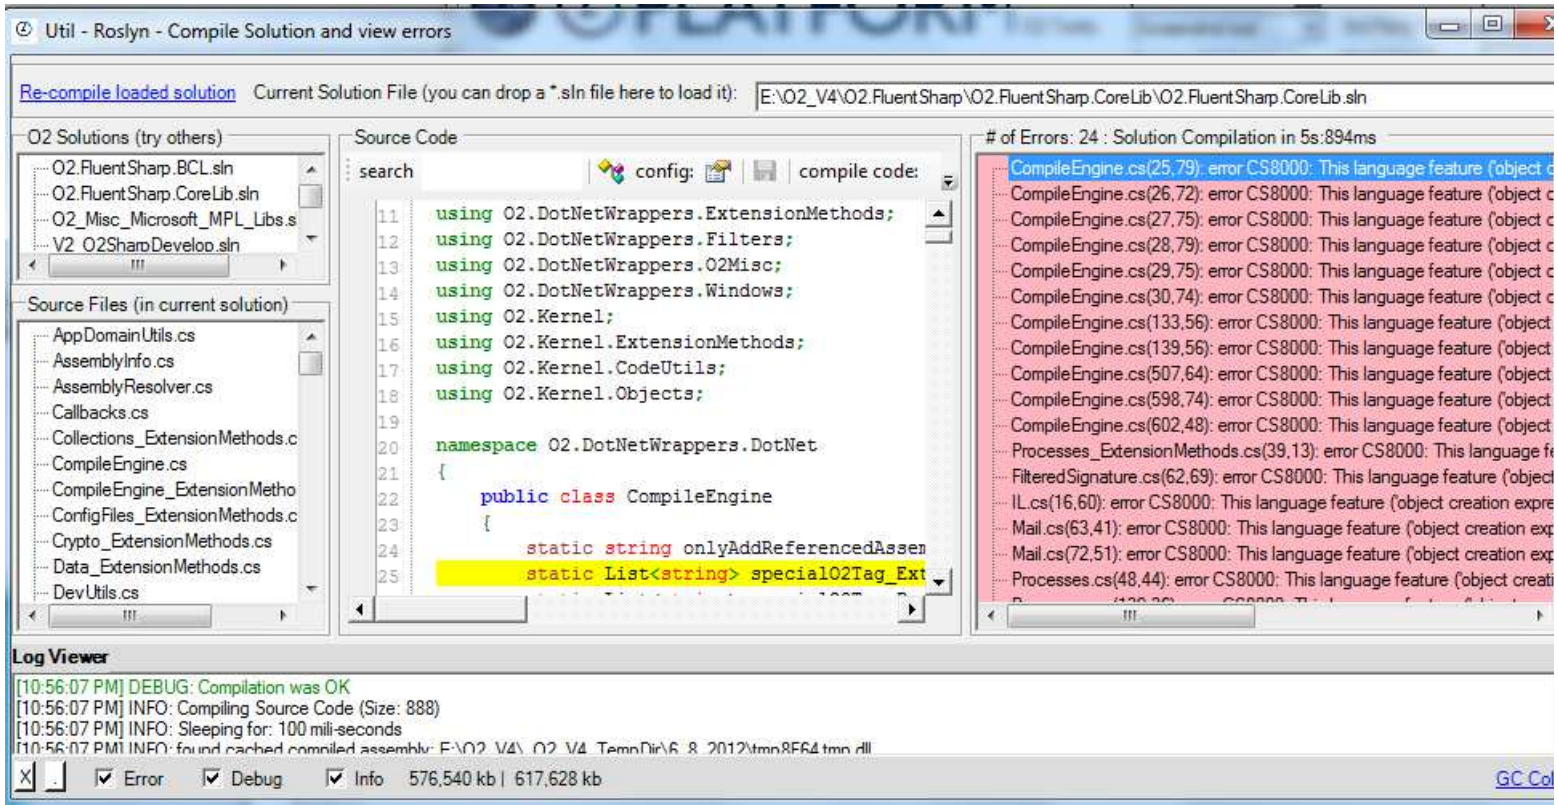 PLATFORM
Util - Roslyn - Compile Solution and view errors
Re-compile loaded solution Current Solution File (you can drop a *.sln file here to load it): E:\O2_V4\O2.FluentSharp\O2.FluentSharp.CoreLib\O2.FluentSharp.CoreLib.sln
O2 Solutions (try others)
O2.FluentSharp.BCL.sln
O2.FluentSharp.CoreLib.sln
O2_Misc_Microsoft_MPL_Libs.s
V2_O2SharpDevelop.sln
Source Files (in current solution)
AppDomainUtils.cs
AssemblyInfo.cs
AssemblyResolver.cs
Callbacks.cs
Collections_ExtensionMethods.c
CompileEngine.cs
CompileEngine_ExtensionMetho
ConfigFiles_ExtensionMethods.c
Crypto_ExtensionMethods.cs
Data_ExtensionMethods.cs
DevUtils.cs
Source Code
search config: compile code:
11 using O2.DotNetWrappers.ExtensionMethods;
12 using O2.DotNetWrappers.Filters;
13 using O2.DotNetWrappers.O2Misc;
14 using O2.DotNetWrappers.Windows;
15 using O2.Kernel;
16 using O2.Kernel.ExtensionMethods;
17 using O2.Kernel.CodeUtils;
18 using O2.Kernel.Objects;
19
20 namespace O2.DotNetWrappers.DotNet
21 {
22 public class CompileEngine
23 {
24 static string onlyAddReferencedAssem
25 static List<string> specialO2Tag_Ext
# of Errors: 24 : Solution Compilation in 5s:894ms
CompileEngine.cs(25,79): error CS8000: This language feature ('object c
CompileEngine.cs(26,72): error CS8000: This language feature ('object c
CompileEngine.cs(27,75): error CS8000: This language feature ('object c
CompileEngine.cs(28,79): error CS8000: This language feature ('object c
CompileEngine.cs(29,75): error CS8000: This language feature ('object c
CompileEngine.cs(30,74): error CS8000: This language feature ('object c
CompileEngine.cs(133,56): error CS8000: This language feature ('object
CompileEngine.cs(139,56): error CS8000: This language feature ('object
CompileEngine.cs(507,64): error CS8000: This language feature ('object
CompileEngine.cs(598,74): error CS8000: This language feature ('object
CompileEngine.cs(602,48): error CS8000: This language feature ('object
Processes_ExtensionMethods.cs(39,13): error CS8000: This language fe
FilteredSignature.cs(62,69): error CS8000: This language feature ('object
IL.cs(16,60): error CS8000: This language feature ('object creation expre
Mail.cs(63,41): error CS8000: This language feature ('object creation exp
Mail.cs(72,51): error CS8000: This language feature ('object creation exp
Processes.cs(48,44): error CS8000: This language feature ('object creati
Log Viewer
[10:56:07 PM] DEBUG: Compilation was OK
[10:56:07 PM] INFO: Compiling Source Code (Size: 888)
[10:56:07 PM] INFO: Sleeping for: 100 mili-seconds
[10:56:07 PM] INFO: found cached compiled assembly: E:\O2_V4\_O2_V4_TempDir\6_8_2012\tmp8F64.tmp.dll
X . Error Debug Info 576,540 kb | 617,628 kb GC Col